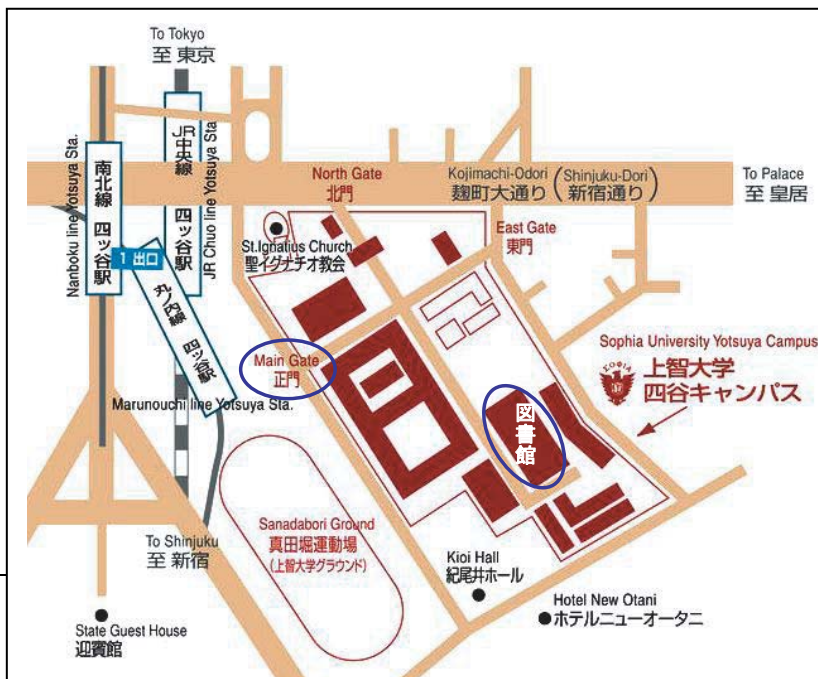 To Tokyo
至 東京
Nanboku line Yotsuya Sta.
南北線 四ッ谷駅
JR中央線 四ッ谷駅
JR Chuo line Yotsuya Sta
1 出口
丸ノ内線 四ッ谷駅
Marunouchi line Yotsuya Sta.
North Gate
北門
Kojimachi-Odori
麹町大通り
(Shinjuku-Dori
新宿通り)
To Palace
至 皇居
St.Ignatius Church
聖イグナチオ教会
East Gate
東門
Main Gate
正門
Sophia University Yotsuya Campus
上智大学
四谷キャンパス
図書館
To Shinjuku
至 新宿
Sanadabori Ground
真田堀運動場
(上智大学グラウンド)
Kioi Hall
紀尾井ホール
Hotel New Otani
ホテルニューオータニ
State Guest House
迎賓館